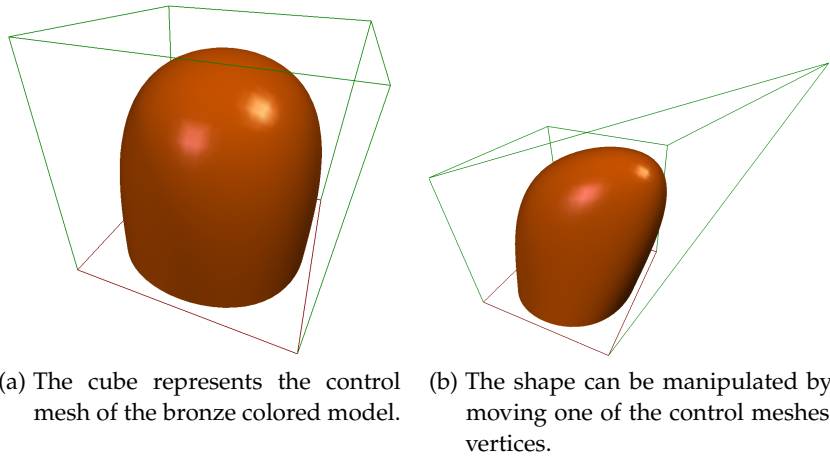 (a) The cube represents the control
mesh of the bronze colored model.
(b) The shape can be manipulated by
moving one of the control meshes
vertices.